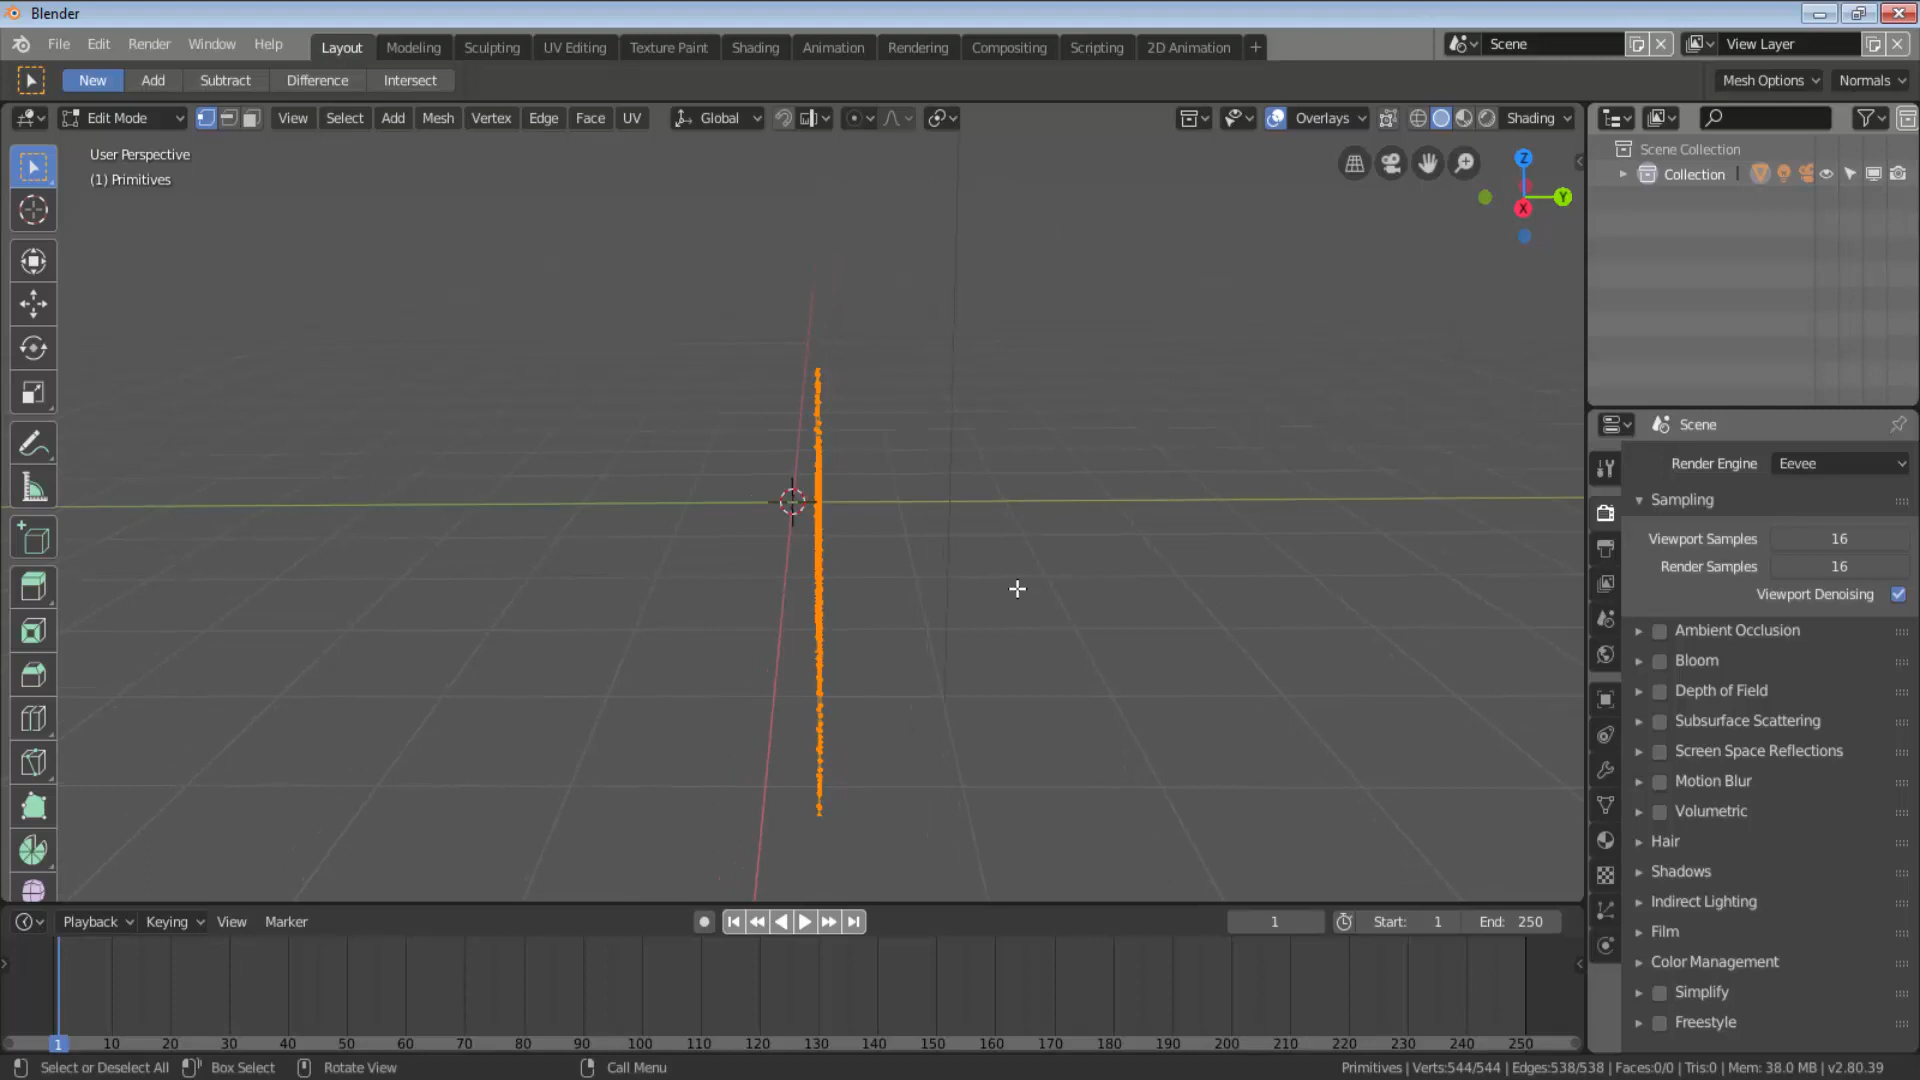 Blender
File Edit Render Window Help Layout Modeling Sculpting UV Editing Texture Paint Shading Animation Rendering Compositing Scripting 2D Animation + Scene View Layer
New Add Subtract Difference Intersect Mesh Options Normals
Edit Mode View Select Add Mesh Vertex Edge Face UV Global Overlays Shading
User Perspective
(1) Primitives
Z
Y
X
Scene Collection
Collection
Scene
Render Engine Eevee
Sampling
Viewport Samples 16
Render Samples 16
Viewport Denoising
Ambient Occlusion
Bloom
Depth of Field
Subsurface Scattering
Screen Space Reflections
Motion Blur
Volumetric
Hair
Shadows
Indirect Lighting
Film
Color Management
Simplify
Freestyle
Playback Keying View Marker 1 Start: 1 End: 250
1 10 20 30 40 50 60 70 80 90 100 110 120 130 140 150 160 170 180 190 200 210 220 230 240 250
Select or Deselect All Box Select Rotate View Call Menu Primitives | Verts:544/544 | Edges:538/538 | Faces:0/0 | Tris:0 | Mem: 38.0 MB | v2.80.39